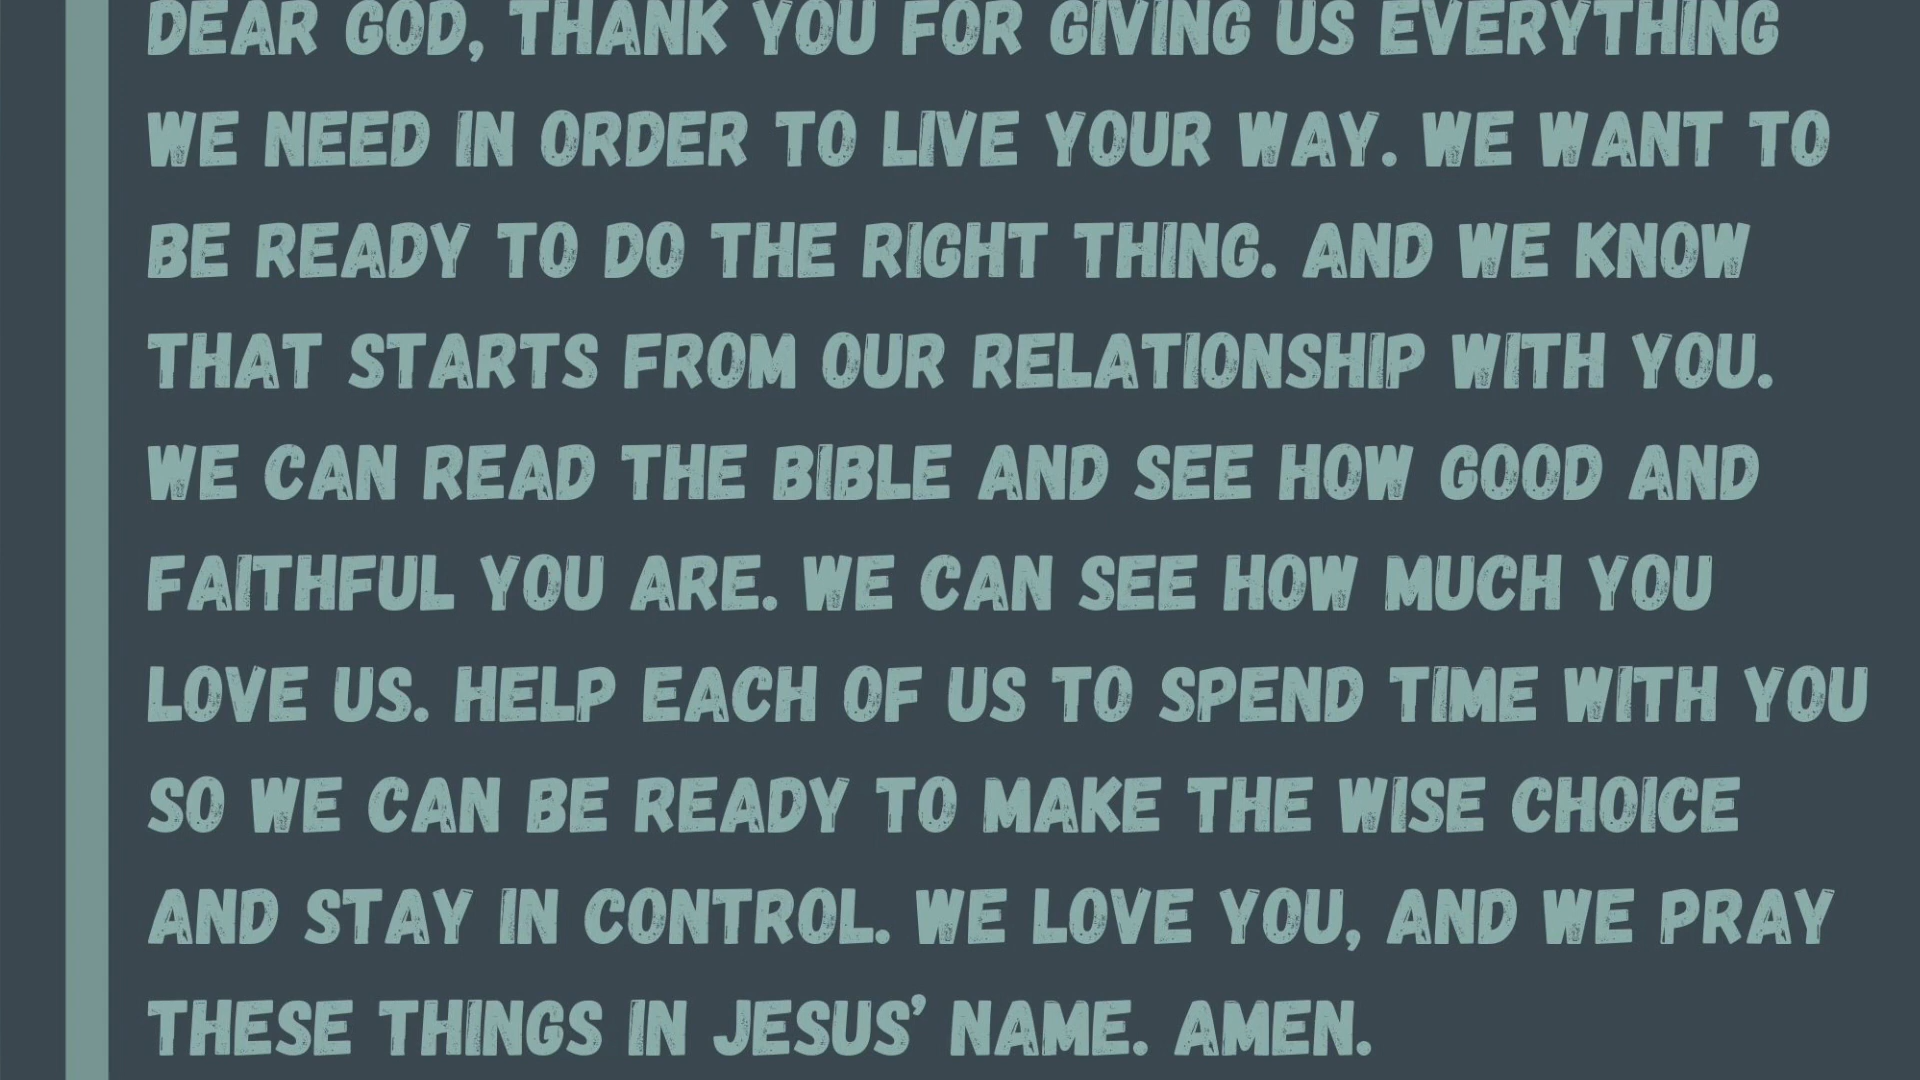 DEAR GOD, THANK YOU FOR GIVING US EVERYTHING
WE NEED IN ORDER TO LIVE YOUR WAY. WE WANT TO
BE READY TO DO THE RIGHT THING. AND WE KNOW
THAT STARTS FROM OUR RELATIONSHIP WITH YOU.
WE CAN READ THE BIBLE AND SEE HOW GOOD AND
FAITHFUL YOU ARE. WE CAN SEE HOW MUCH YOU
LOVE US. HELP EACH OF US TO SPEND TIME WITH YOU
SO WE CAN BE READY TO MAKE THE WISE CHOICE
AND STAY IN CONTROL. WE LOVE YOU, AND WE PRAY
THESE THINGS IN JESUS’ NAME. AMEN.